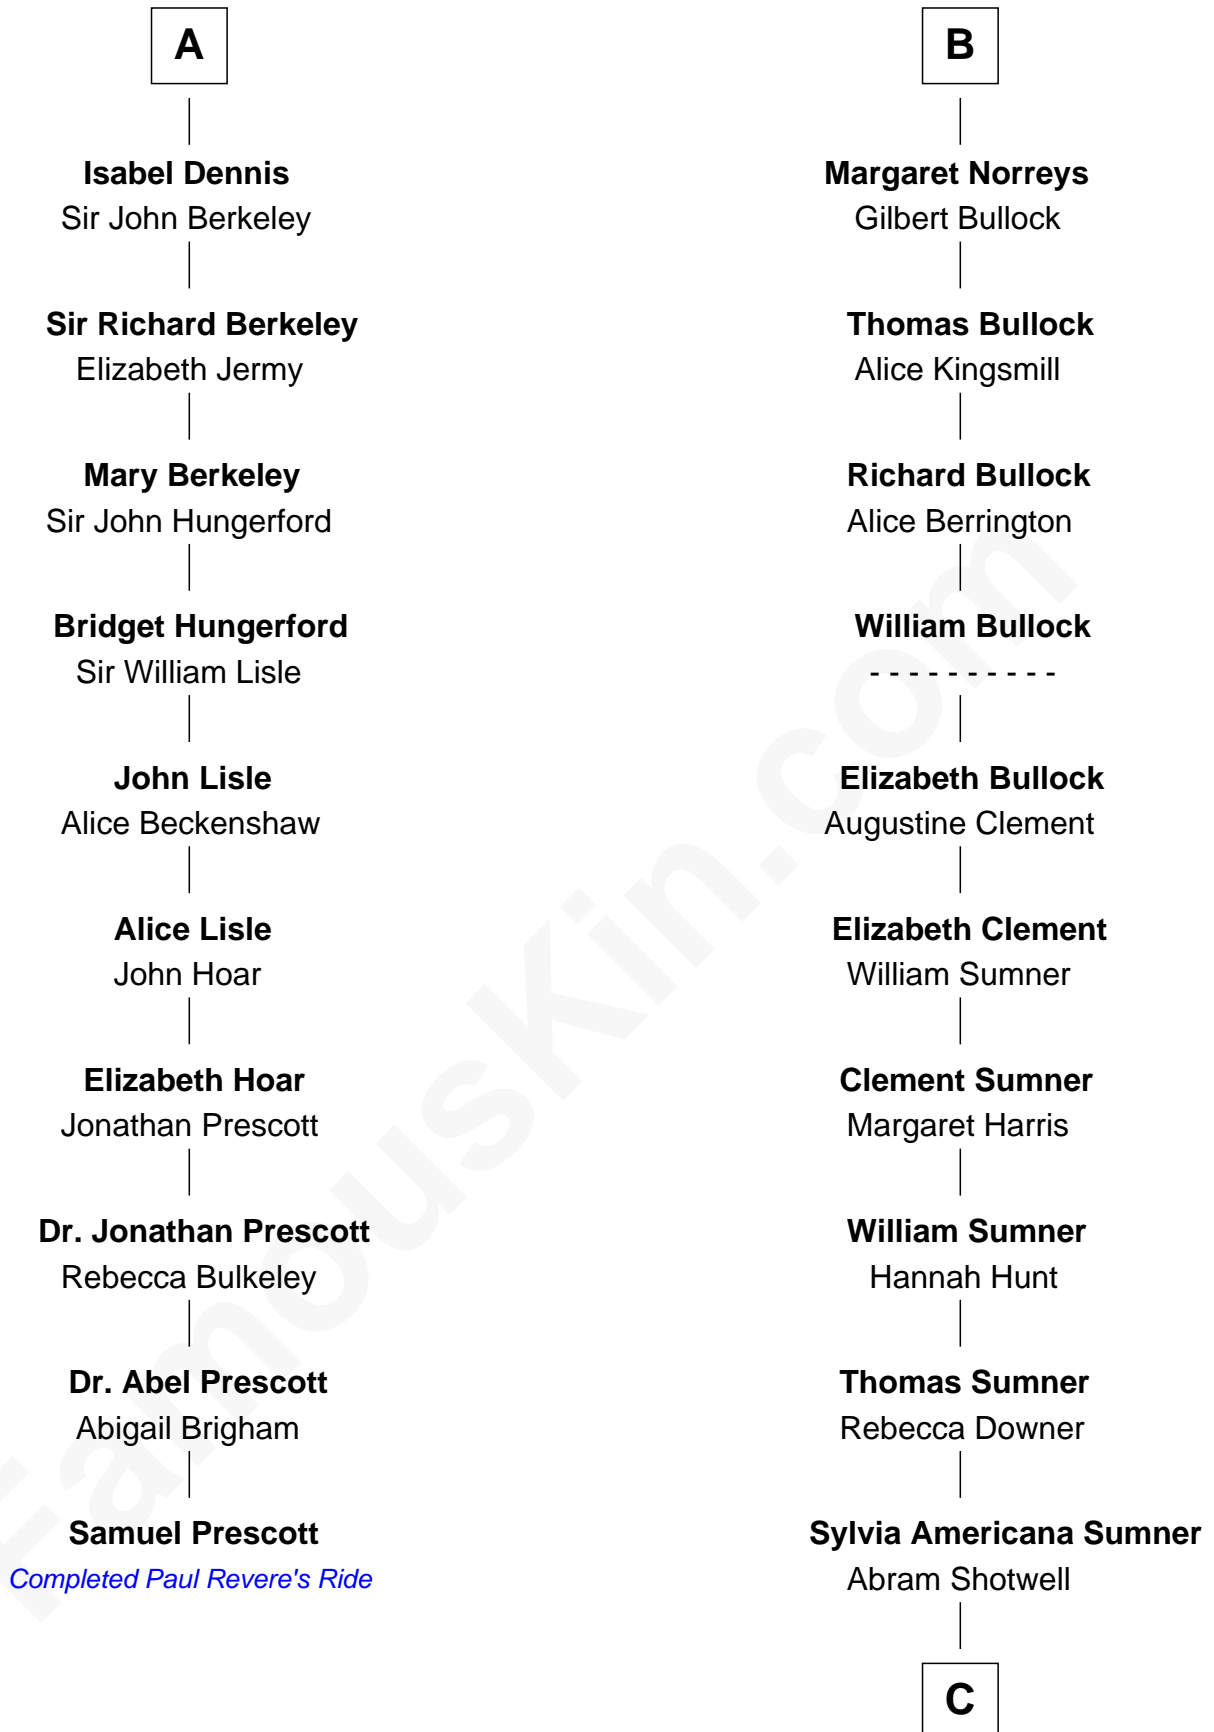 A
Isabel Dennis
Sir John Berkeley
Sir Richard Berkeley
Elizabeth Jermy
Mary Berkeley
Sir John Hungerford
Bridget Hungerford
Sir William Lisle
John Lisle
Alice Beckenshaw
Alice Lisle
John Hoar
Elizabeth Hoar
Jonathan Prescott
Dr. Jonathan Prescott
Rebecca Bulkeley
Dr. Abel Prescott
Abigail Brigham
Samuel Prescott
Completed Paul Revere's Ride
B
Margaret Norreys
Gilbert Bullock
Thomas Bullock
Alice Kingsmill
Richard Bullock
Alice Berrington
William Bullock
- - - - - - - - - -
Elizabeth Bullock
Augustine Clement
Elizabeth Clement
William Sumner
Clement Sumner
Margaret Harris
William Sumner
Hannah Hunt
Thomas Sumner
Rebecca Downer
Sylvia Americana Sumner
Abram Shotwell
C
FamousKin.com